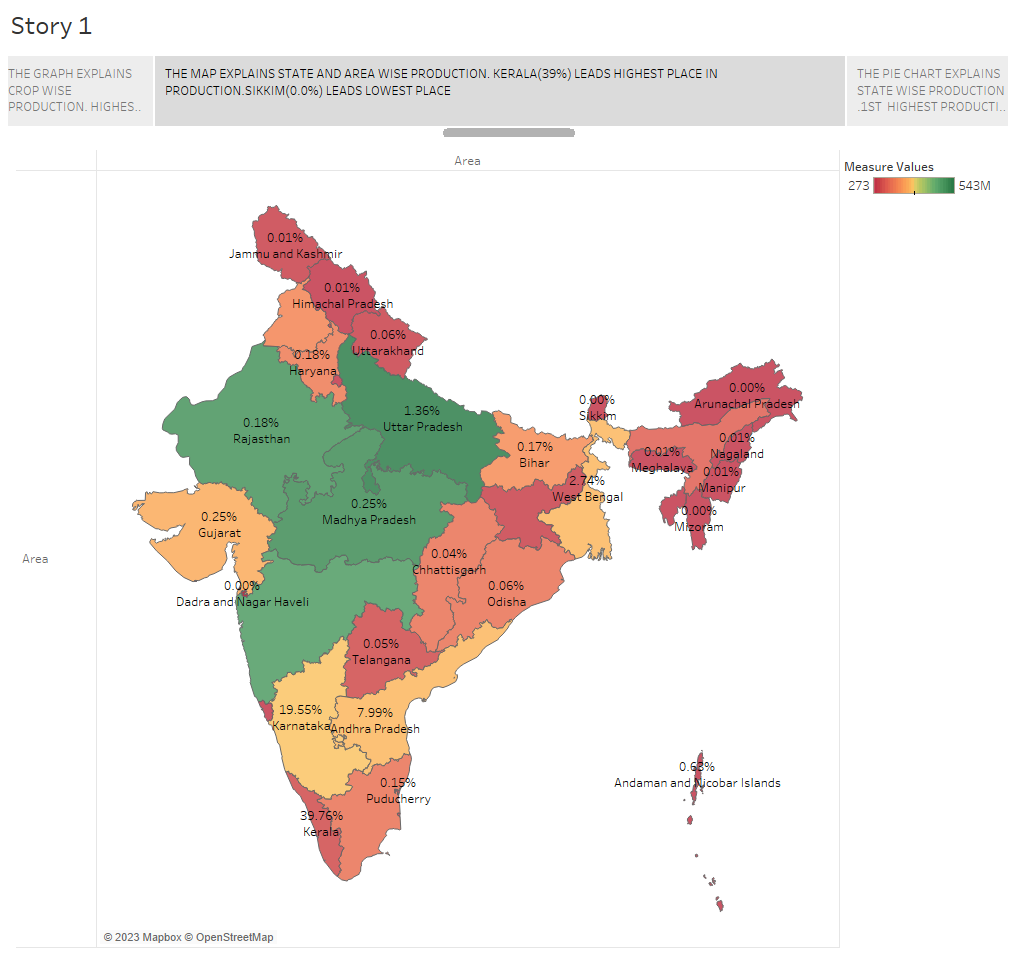 Story 1
THE GRAPH EXPLAINS
CROP WISE
PRODUCTION. HIGHES..
THE MAP EXPLAINS STATE AND AREA WISE PRODUCTION. KERALA(39%) LEADS HIGHEST PLACE IN
PRODUCTION.SIKKIM(0.0%) LEADS LOWEST PLACE
THE PIE CHART EXPLAINS
STATE WISE PRODUCTION
.1ST HIGHEST PRODUCTI..
Area
Measure Values
273 543M
0.01%
Jammu and Kashmir
0.01%
Himachal Pradesh
0.06%
Uttarakhand
0.18%
Haryana
0.00%
Arunachal Pradesh
0.00%
Sikkim
1.36%
Uttar Pradesh
0.18%
Rajasthan
0.01%
Nagaland
0.17%
Bihar
0.01%
Meghalaya
0.01%
Manipur
2.74%
West Bengal
0.25%
Madhya Pradesh
0.00%
Mizoram
0.25%
Gujarat
Area
0.04%
Chhattisgarh
0.00%
Dadra and Nagar Haveli
0.06%
Odisha
0.05%
Telangana
19.55%
Karnataka
7.99%
Andhra Pradesh
0.63%
Andaman and Nicobar Islands
0.15%
Puducherry
39.76%
Kerala
© 2023 Mapbox © OpenStreetMap